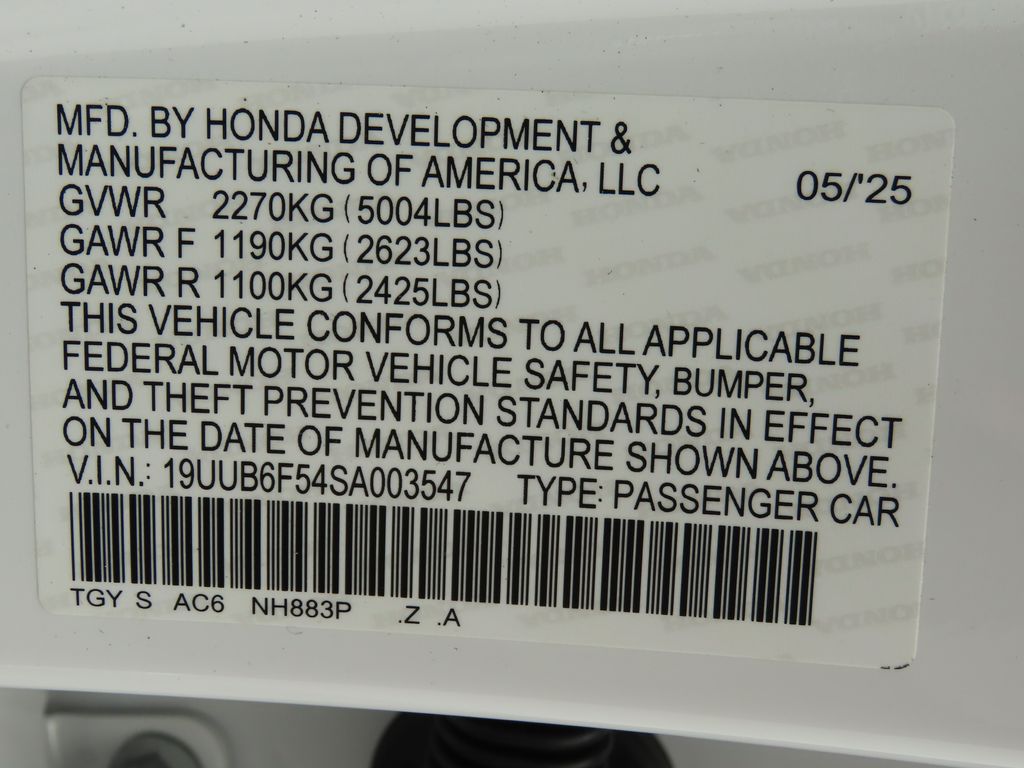 MFD. BY HONDA DEVELOPMENT &
MANUFACTURING OF AMERICA, LLC 05/'25
GVWR 2270KG (5004LBS)
GAWR F 1190KG (2623LBS)
GAWR R 1100KG (2425LBS)
THIS VEHICLE CONFORMS TO ALL APPLICABLE
FEDERAL MOTOR VEHICLE SAFETY, BUMPER,
AND THEFT PREVENTION STANDARDS IN EFFECT
ON THE DATE OF MANUFACTURE SHOWN ABOVE.
V.I.N.: 19UUB6F54SA003547 TYPE: PASSENGER CAR
TGY S AC6 NH883P .Z .A